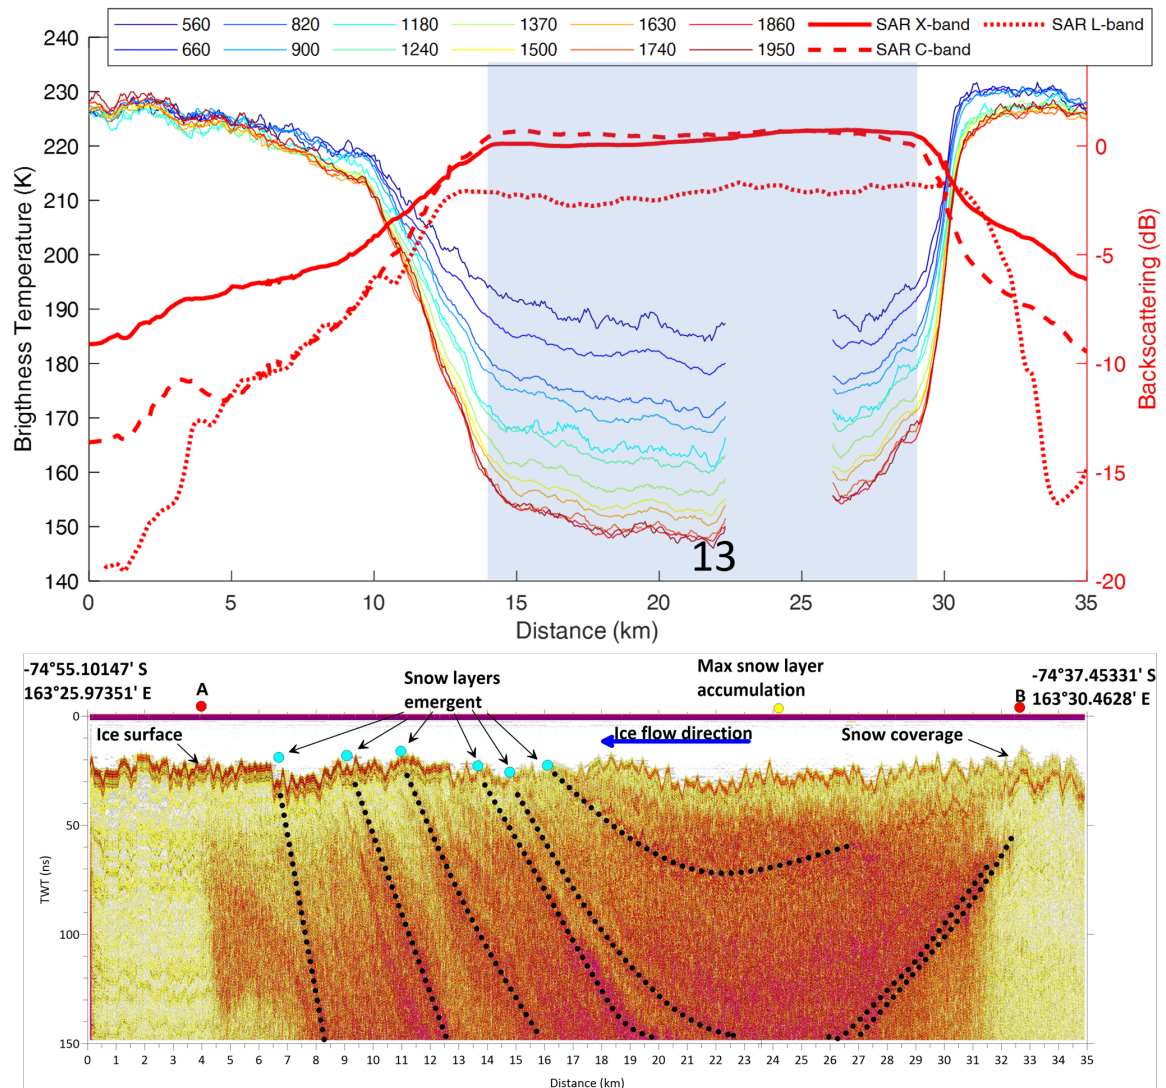 560 820 1180 1370 1630 1860 SAR X-band SAR L-band
660 900 1240 1500 1740 1950 SAR C-band
240
230
220
210
200
190
180
170
160
150
140
Brigthness Temperature (K)
0
-5
-10
-15
-20
Backscattering (dB)
13
0 5 10 15 20 25 30 35
Distance (km)
-74°55.10147' S
163°25.97351' E
A
Snow layers
emergent
Max snow layer
accumulation
-74°37.45331' S
B 163°30.4628' E
Ice surface
Ice flow direction
Snow coverage
0
50
100
150
TWT (ns)
0 1 2 3 4 5 6 7 8 9 10 11 12 13 14 15 16 17 18 19 20 21 22 23 24 25 26 27 28 29 30 31 32 33 34 35
Distance (km)